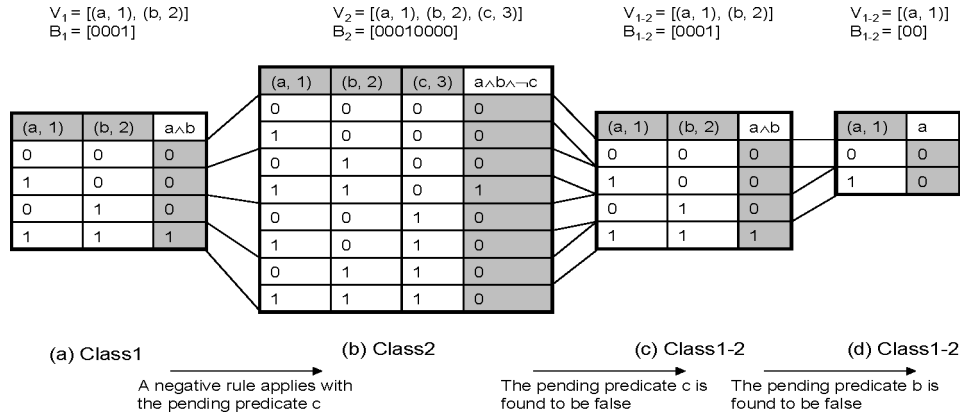 V1 = [(a, 1), (b, 2)]
B1 = [0001]
V2 = [(a, 1), (b, 2), (c, 3)]
B2 = [00010000]
V1-2 = [(a, 1), (b, 2)]
B1-2 = [0001]
V1-2 = [(a, 1)]
B1-2 = [00]
(a, 1) (b, 2) a∧b
0 0 0
1 0 0
0 1 0
1 1 1
(a, 1) (b, 2) (c, 3) a∧b∧¬c
0 0 0 0
1 0 0 0
0 1 0 0
1 1 0 1
0 0 1 0
1 0 1 0
0 1 1 0
1 1 1 0
(a, 1) (b, 2) a∧b
0 0 0
1 0 0
0 1 0
1 1 1
(a, 1) a
0 0
1 0
(a) Class1
(b) Class2
(c) Class1-2
(d) Class1-2
A negative rule applies with
the pending predicate c
The pending predicate c is
found to be false
The pending predicate b is
found to be false